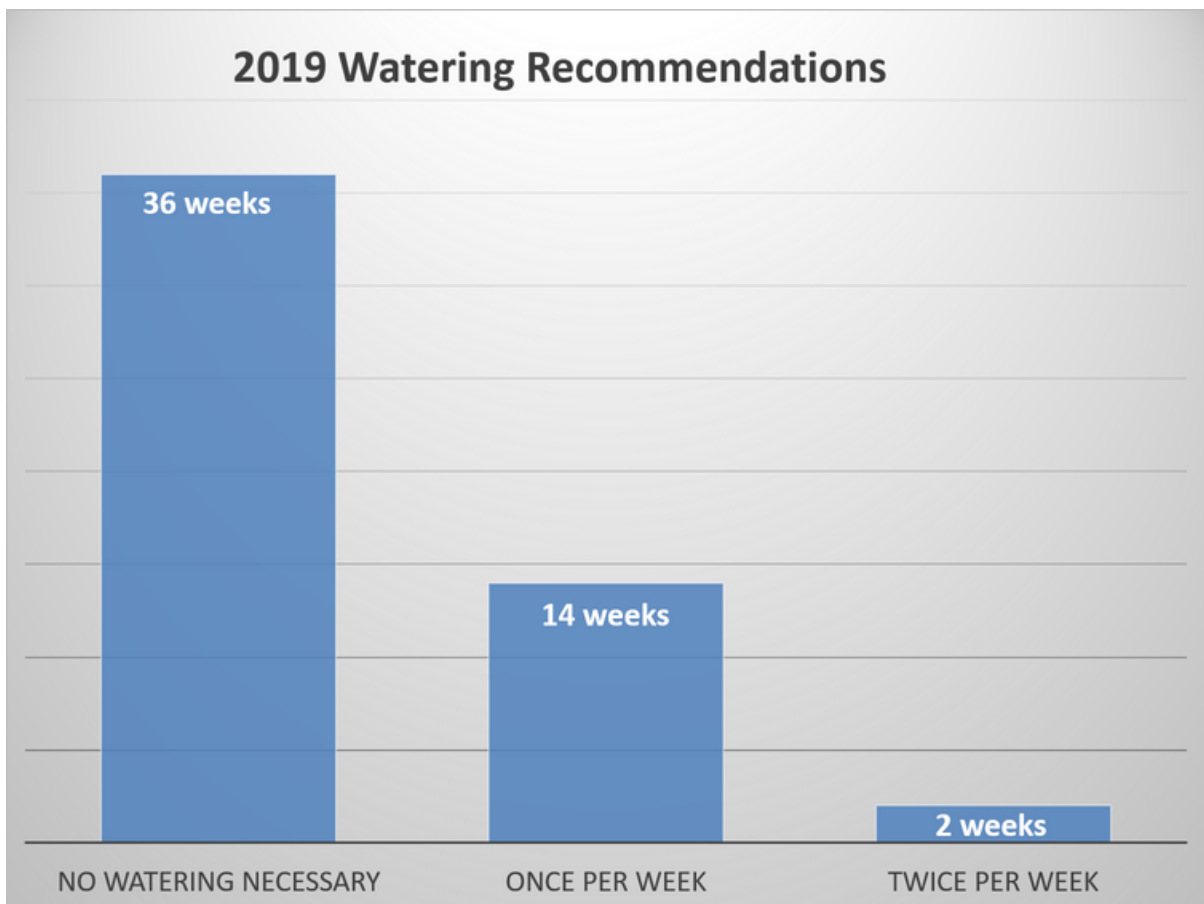 2019 Watering Recommendations
36 weeks
14 weeks
2 weeks
NO WATERING NECESSARY
ONCE PER WEEK
TWICE PER WEEK